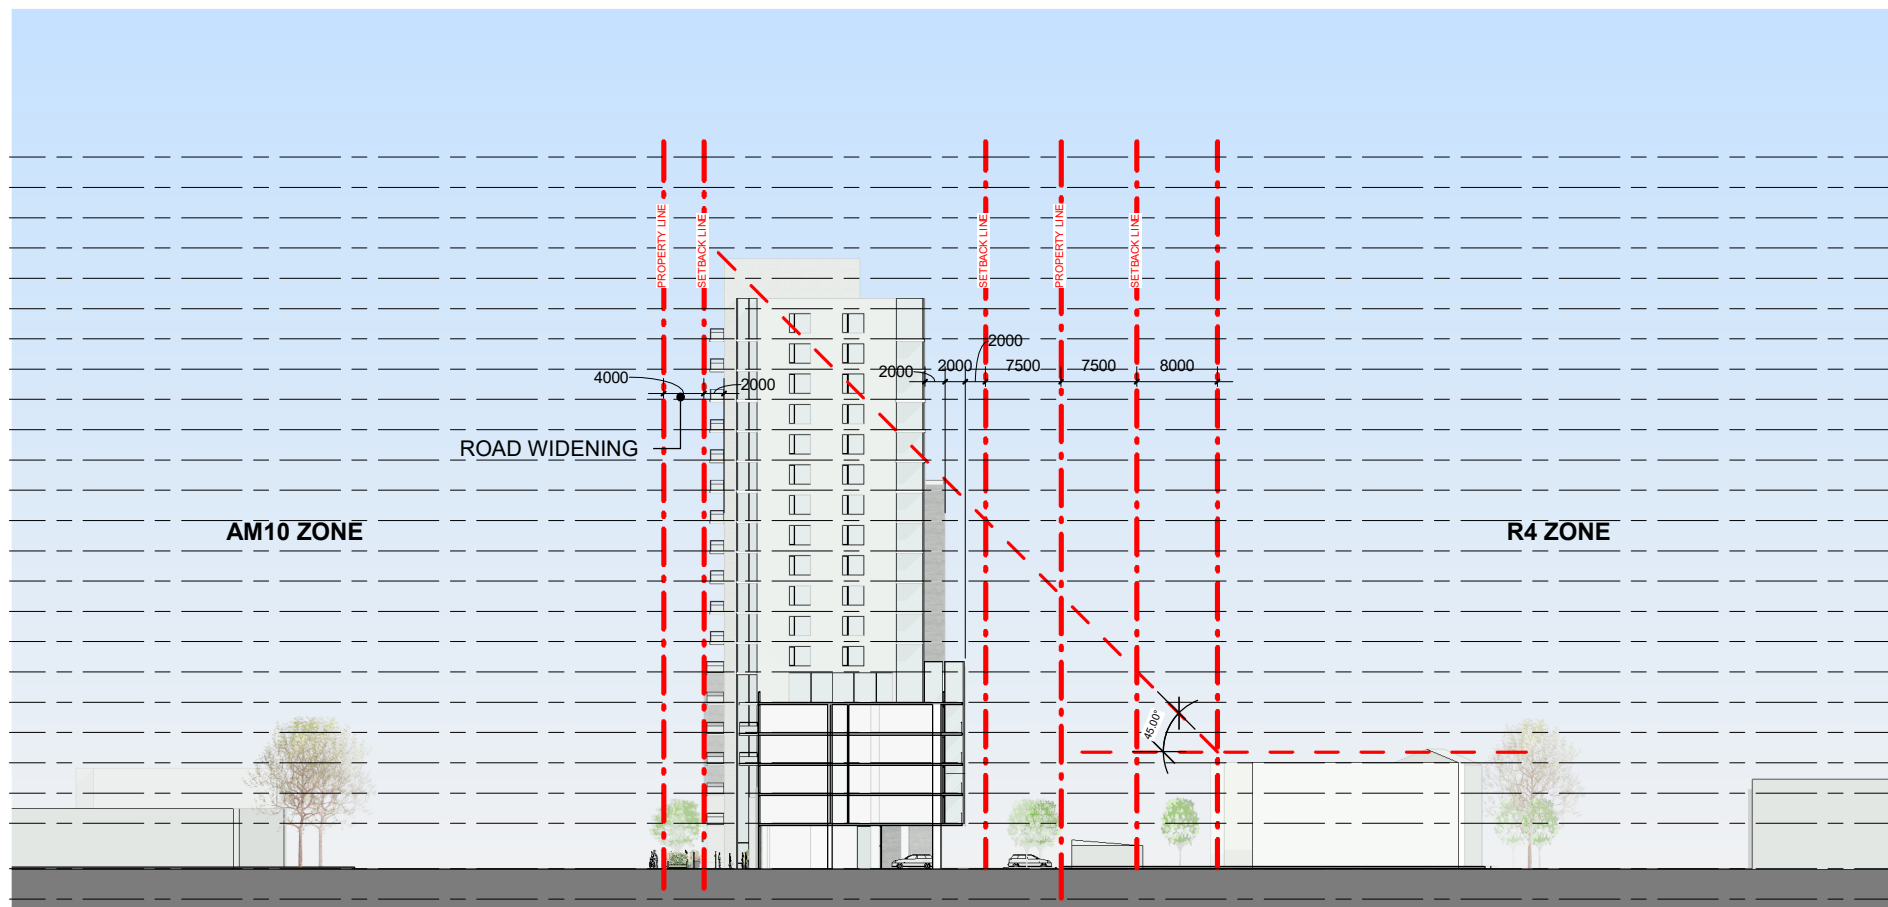 PROPERTY LINE
SETBACK LINE
SETBACK LINE
PROPERTY LINE
SETBACK LINE
2000
4000
2000
2000
2000
7500
7500
8000
ROAD WIDENING
AM10 ZONE
R4 ZONE
45.00°